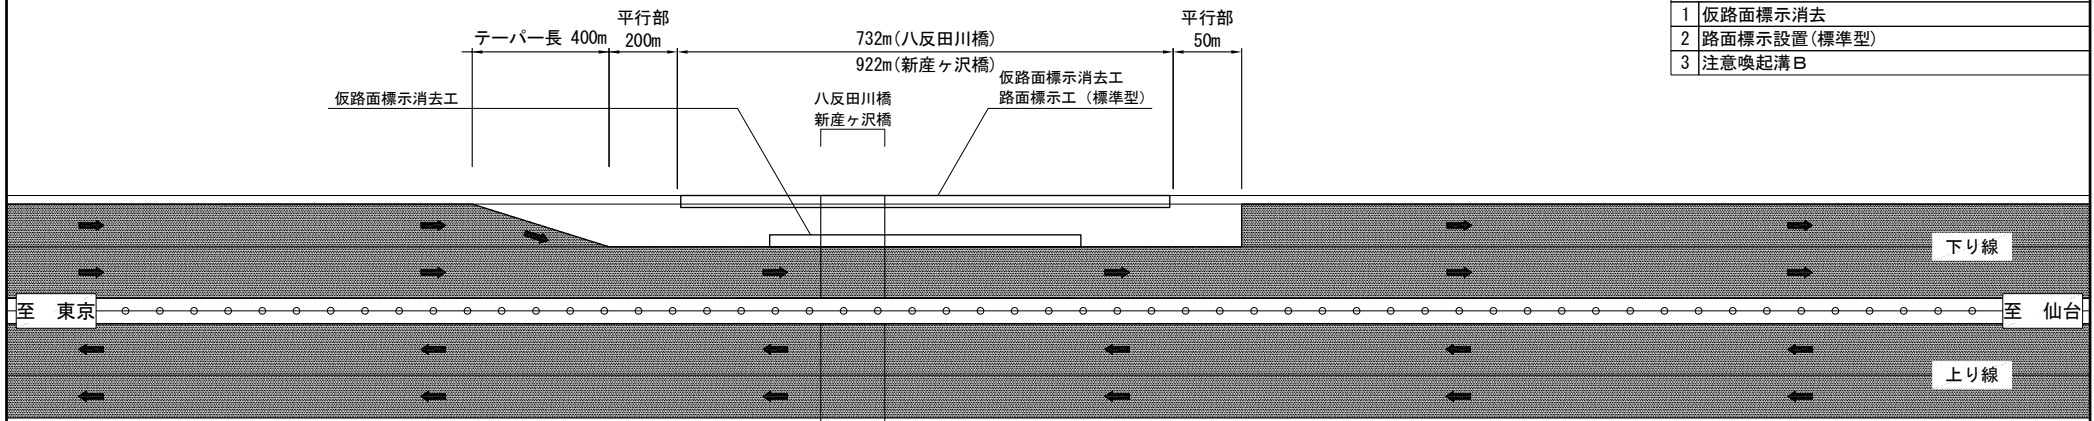 平行部
平行部
1 仮路面標示消去
テーパー長 400m
200m
732m(八反田川橋)
50m
2 路面標示設置(標準型)
922m(新産ヶ沢橋)
3 注意喚起溝B
仮路面標示消去工
仮路面標示消去工
八反田川橋
路面標示工 (標準型)
新産ヶ沢橋
下り線
至 東京
至 仙台
上り線